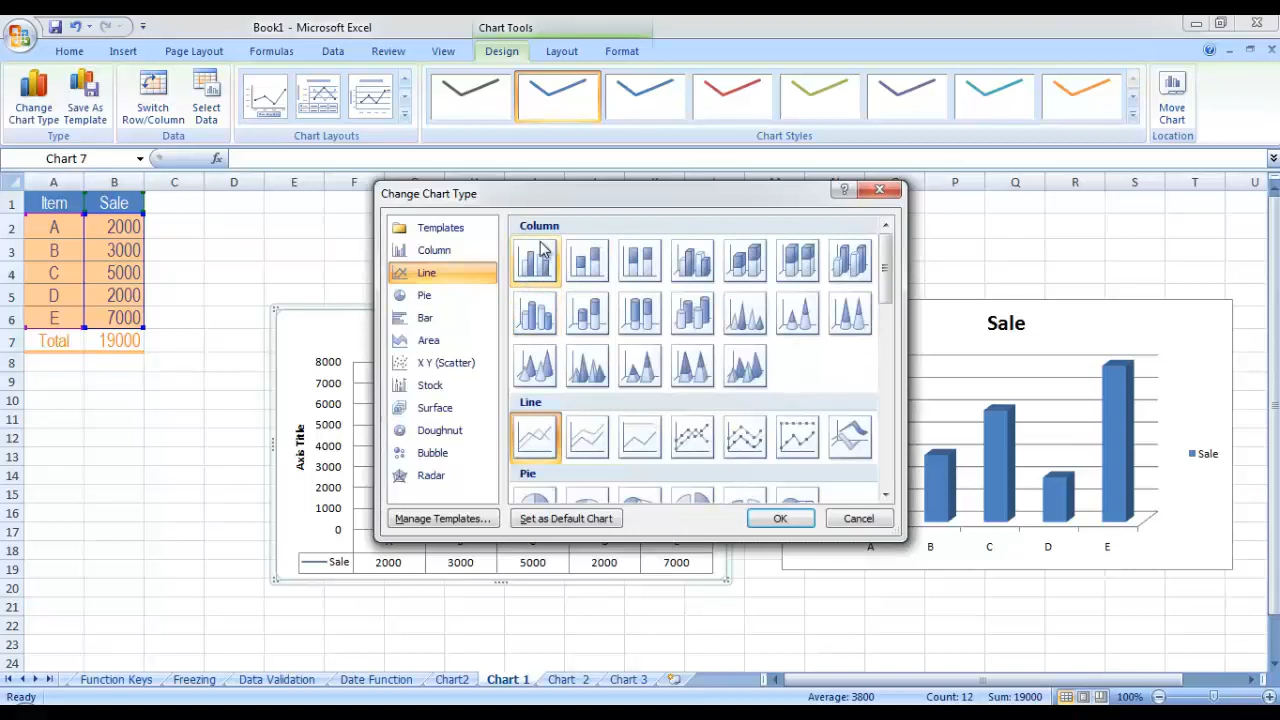 Book1 - Microsoft Excel
Chart Tools
Home Insert Page Layout Formulas Data Review View Design Layout Format
Change Chart Type
Save As Template
Switch Row/Column
Select Data
Move Chart
Type Data Chart Layouts Chart Styles Location
Chart 7
fx
A B C D E F P Q R S T U
1 Item Sale
2 A 2000
3 B 3000
4 C 5000
5 D 2000
6 E 7000
7 Total 19000
8
9
10
11
12
13
14
15
16
17
18
19
20
21
22
23
24
8000
7000
6000
5000
4000
3000
2000
1000
0
Axis Title
Sale 2000 3000 5000 2000 7000
Change Chart Type
Templates
Column
Line
Pie
Bar
Area
X Y (Scatter)
Stock
Surface
Doughnut
Bubble
Radar
Column
Line
Pie
Manage Templates...
Set as Default Chart
OK
Cancel
Sale
Sale
A B C D E
Function Keys Freezing Data Validation Date Function Chart2 Chart 1 Chart 2 Chart 3
Ready
Average: 3800 Count: 12 Sum: 19000 100%